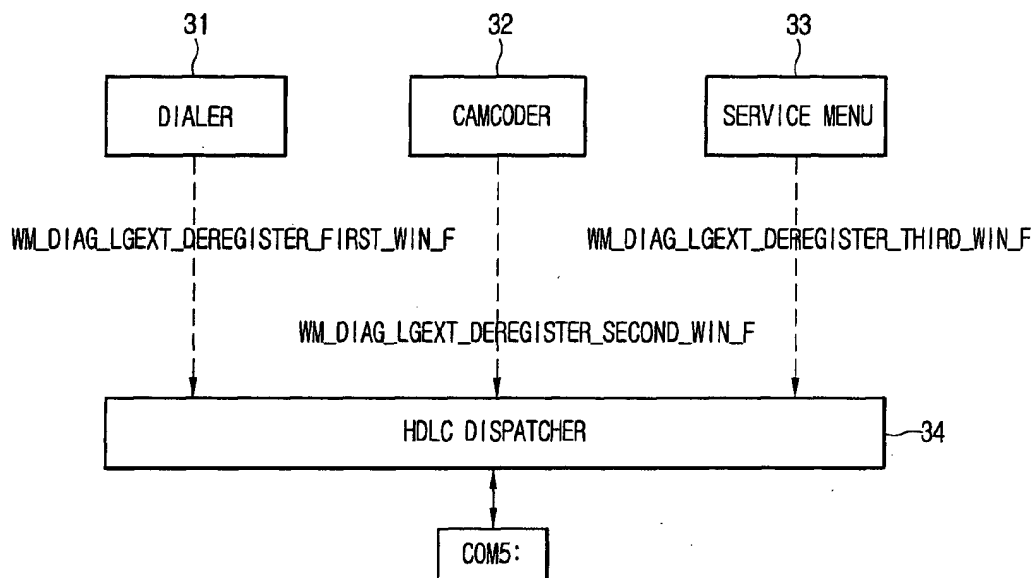 31
32
33
DIALER
CAMCODER
SERVICE MENU
WM_DIAG_LGEXT_DEREGISTER_FIRST_WIN_F
WM_DIAG_LGEXT_DEREGISTER_THIRD_WIN_F
WM_DIAG_LGEXT_DEREGISTER_SECOND_WIN_F
HDLC DISPATCHER
34
COM5: